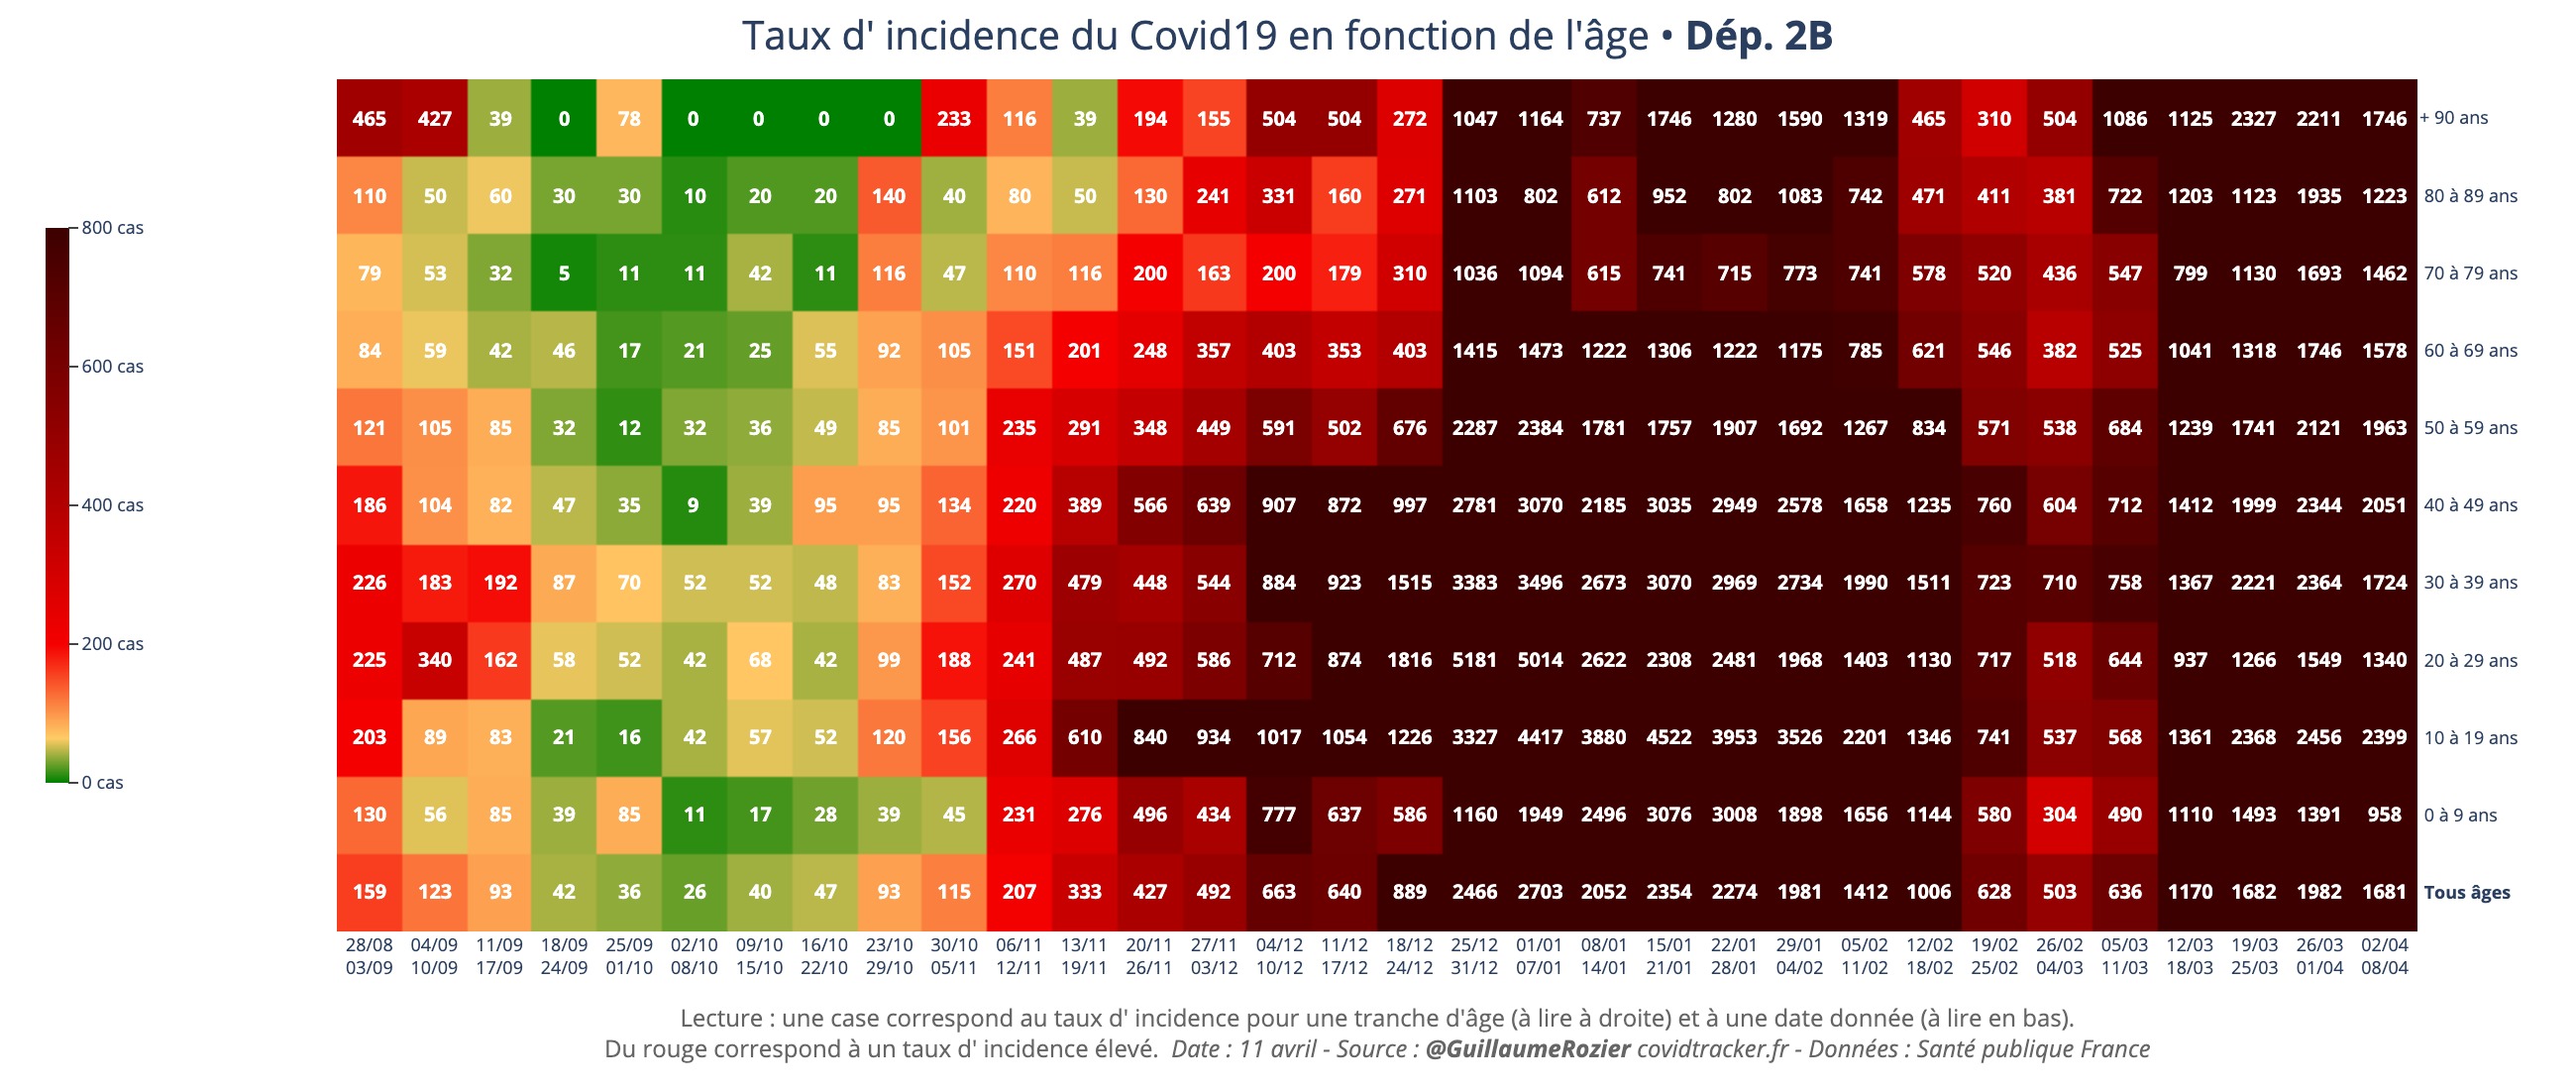 Taux d' incidence du Covid19 en fonction de l'âge • Dép. 2B
465 427 39 0 78 0 0 0 0 233 116 39 194 155 504 504 272 1047 1164 737 1746 1280 1590 1319 465 310 504 1086 1125 2327 2211 1746 + 90 ans
110 50 60 30 30 10 20 20 140 40 80 50 130 241 331 160 271 1103 802 612 952 802 1083 742 471 411 381 722 1203 1123 1935 1223 80 à 89 ans
800 cas
79 53 32 5 11 11 42 11 116 47 110 116 200 163 200 179 310 1036 1094 615 741 715 773 741 578 520 436 547 799 1130 1693 1462 70 à 79 ans
84 59 42 46 17 21 25 55 92 105 151 201 248 357 403 353 403 1415 1473 1222 1306 1222 1175 785 621 546 382 525 1041 1318 1746 1578 60 à 69 ans
600 cas
121 105 85 32 12 32 36 49 85 101 235 291 348 449 591 502 676 2287 2384 1781 1757 1907 1692 1267 834 571 538 684 1239 1741 2121 1963 50 à 59 ans
400 cas
186 104 82 47 35 9 39 95 95 134 220 389 566 639 907 872 997 2781 3070 2185 3035 2949 2578 1658 1235 760 604 712 1412 1999 2344 2051 40 à 49 ans
226 183 192 87 70 52 52 48 83 152 270 479 448 544 884 923 1515 3383 3496 2673 3070 2969 2734 1990 1511 723 710 758 1367 2221 2364 1724 30 à 39 ans
200 cas
225 340 162 58 52 42 68 42 99 188 241 487 492 586 712 874 1816 5181 5014 2622 2308 2481 1968 1403 1130 717 518 644 937 1266 1549 1340 20 à 29 ans
203 89 83 21 16 42 57 52 120 156 266 610 840 934 1017 1054 1226 3327 4417 3880 4522 3953 3526 2201 1346 741 537 568 1361 2368 2456 2399 10 à 19 ans
0 cas
130 56 85 39 85 11 17 28 39 45 231 276 496 434 777 637 586 1160 1949 2496 3076 3008 1898 1656 1144 580 304 490 1110 1493 1391 958 0 à 9 ans
159 123 93 42 36 26 40 47 93 115 207 333 427 492 663 640 889 2466 2703 2052 2354 2274 1981 1412 1006 628 503 636 1170 1682 1982 1681 Tous âges
28/08 04/09 11/09 18/09 25/09 02/10 09/10 16/10 23/10 30/10 06/11 13/11 20/11 27/11 04/12 11/12 18/12 25/12 01/01 08/01 15/01 22/01 29/01 05/02 12/02 19/02 26/02 05/03 12/03 19/03 26/03 02/04
03/09 10/09 17/09 24/09 01/10 08/10 15/10 22/10 29/10 05/11 12/11 19/11 26/11 03/12 10/12 17/12 24/12 31/12 07/01 14/01 21/01 28/01 04/02 11/02 18/02 25/02 04/03 11/03 18/03 25/03 01/04 08/04
Lecture : une case correspond au taux d' incidence pour une tranche d'âge (à lire à droite) et à une date donnée (à lire en bas).
Du rouge correspond à un taux d' incidence élevé. Date : 11 avril - Source : @GuillaumeRozier covidtracker.fr - Données : Santé publique France